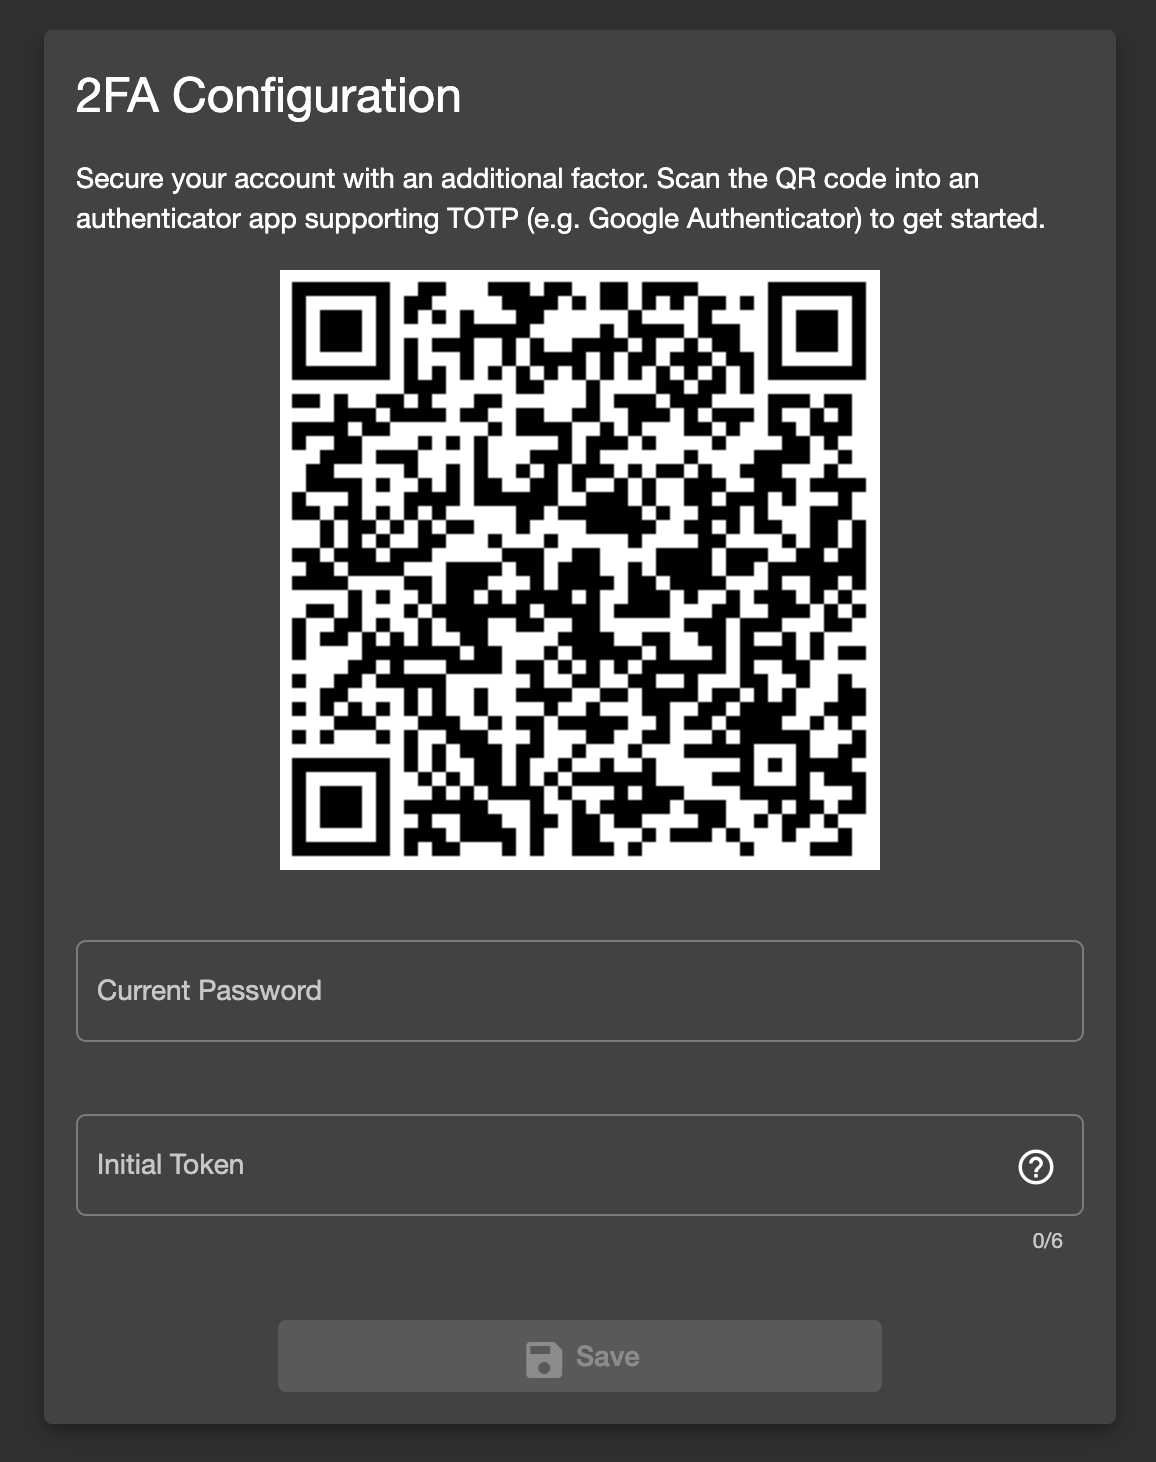 2FA Configuration
Secure your account with an additional factor. Scan the QR code into an
authenticator app supporting TOTP (e.g. Google Authenticator) to get started.
Current Password
Initial Token
0/6
Save